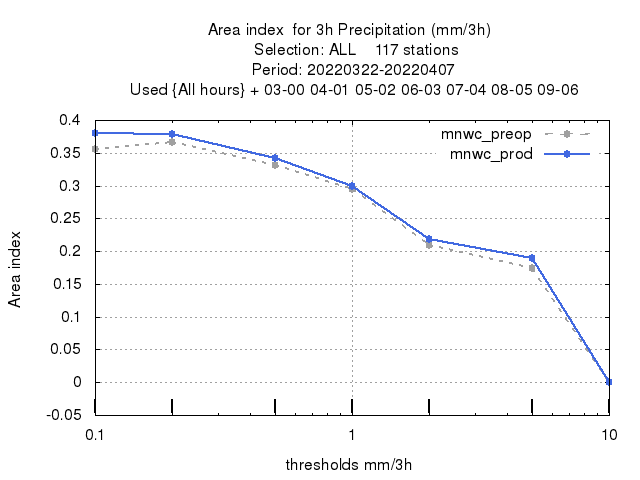 Area index  for 3h Precipitation (mm/3h)
Selection: ALL    117 stations
Period: 20220322-20220407
Used {All hours} + 03-00 04-01 05-02 06-03 07-04 08-05 09-06
mnwc_preop
mnwc_prod
0.4
0.35
0.3
0.25
0.2
0.15
0.1
0.05
0
-0.05
Area index
0.1 1 10
thresholds mm/3h